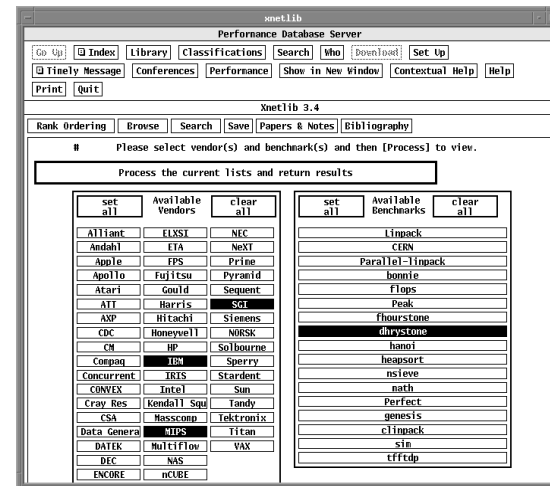 xnetlib
Performance Database Server
Go Up Index Library Classifications Search Who Download Set Up
Timely Message Conferences Performance Show in New Window Contextual Help Help
Print Quit
Xnetlib 3.4
Rank Ordering Browse Search Save Papers & Notes Bibliography
# Please select vendor(s) and benchmark(s) and then [Process] to view.
Process the current lists and return results
set all Available Vendors clear all
Alliant ELXSI NEC
Amdahl ETA NeXT
Apple FPS Prime
Apollo Fujitsu Pyramid
Atari Gould Sequent
ATT Harris SGI
AXP Hitachi Siemens
CDC Honeywell NORSK
CM HP Solbourne
Compaq IBM Sperry
Concurrent IRIS Stardent
CONVEX Intel Sun
Cray Res Kendall Squ Tandy
CSA Masscomp Tektronix
Data Genera MIPS Titan
DATEK Multiflow VAX
DEC NAS
ENCORE nCUBE
set all Available Benchmarks clear all
Linpack
CERN
Parallel-linpack
bonnie
flops
Peak
fhourstone
dhrystone
hanoi
heapsort
nsieve
math
Perfect
genesis
clinpack
sim
tfftdp